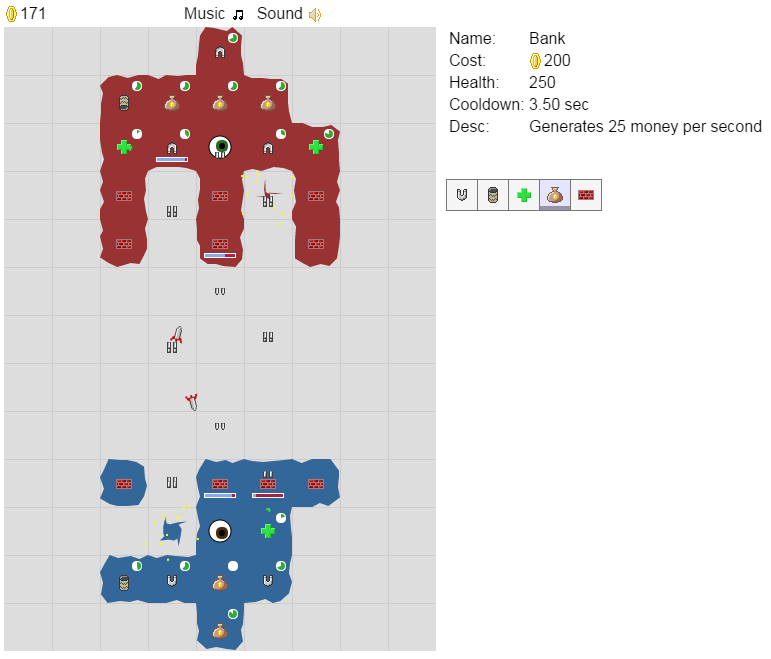 171 Music Sound
Name: Bank
Cost: 200
Health: 250
Cooldown: 3.50 sec
Desc: Generates 25 money per second